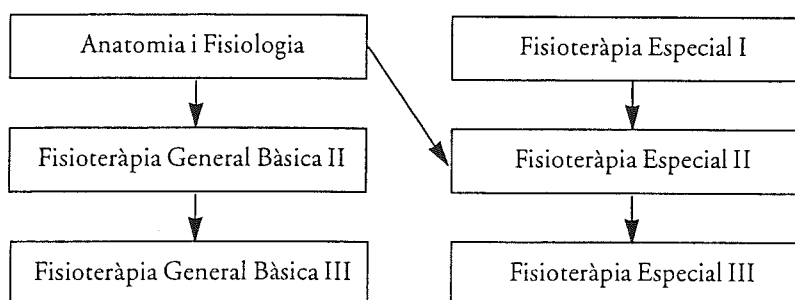 Anatomia i Fisiologia
Fisioteràpia Especial I
Fisioteràpia General Bàsica II
Fisioteràpia Especial II
Fisioteràpia General Bàsica III
Fisioteràpia Especial III